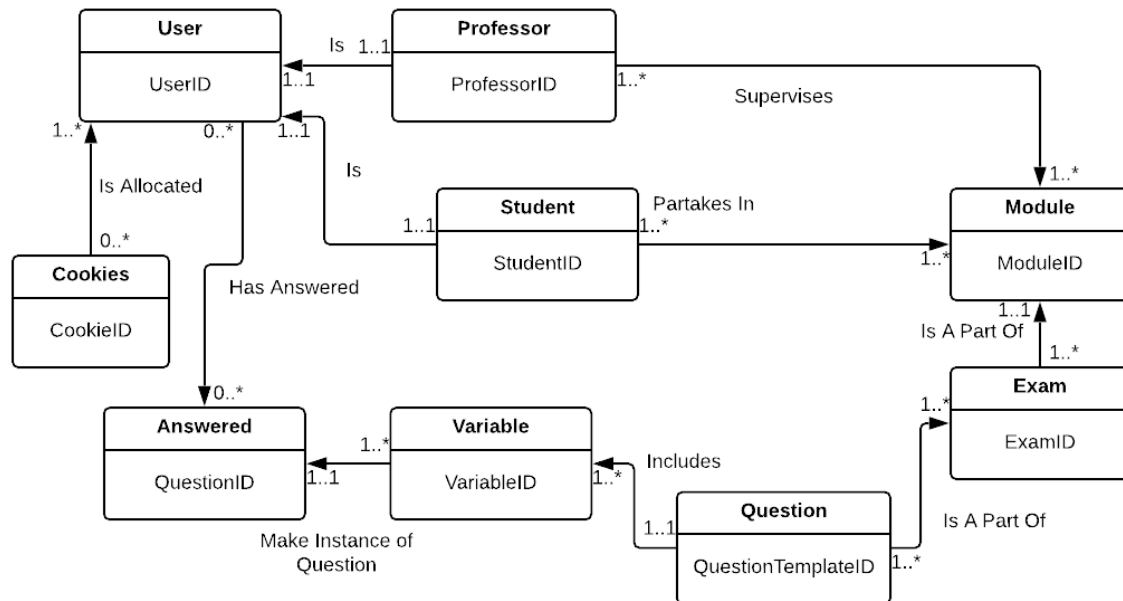 User
UserID
Professor
ProfessorID
Is
1..1
1..1
1..*
Supervises
1..*
1..*
0..*
1..1
Is Allocated
Is
0..*
Cookies
CookieID
1..1
Student
StudentID
Partakes In
1..*
1..*
Module
ModuleID
1..1
Is A Part Of
1..*
Has Answered
0..*
Exam
ExamID
1..*
Answered
QuestionID
1..1
1..*
Variable
VariableID
1..*
Includes
Make Instance of
Question
1..1
Question
QuestionTemplateID
1..*
Is A Part Of